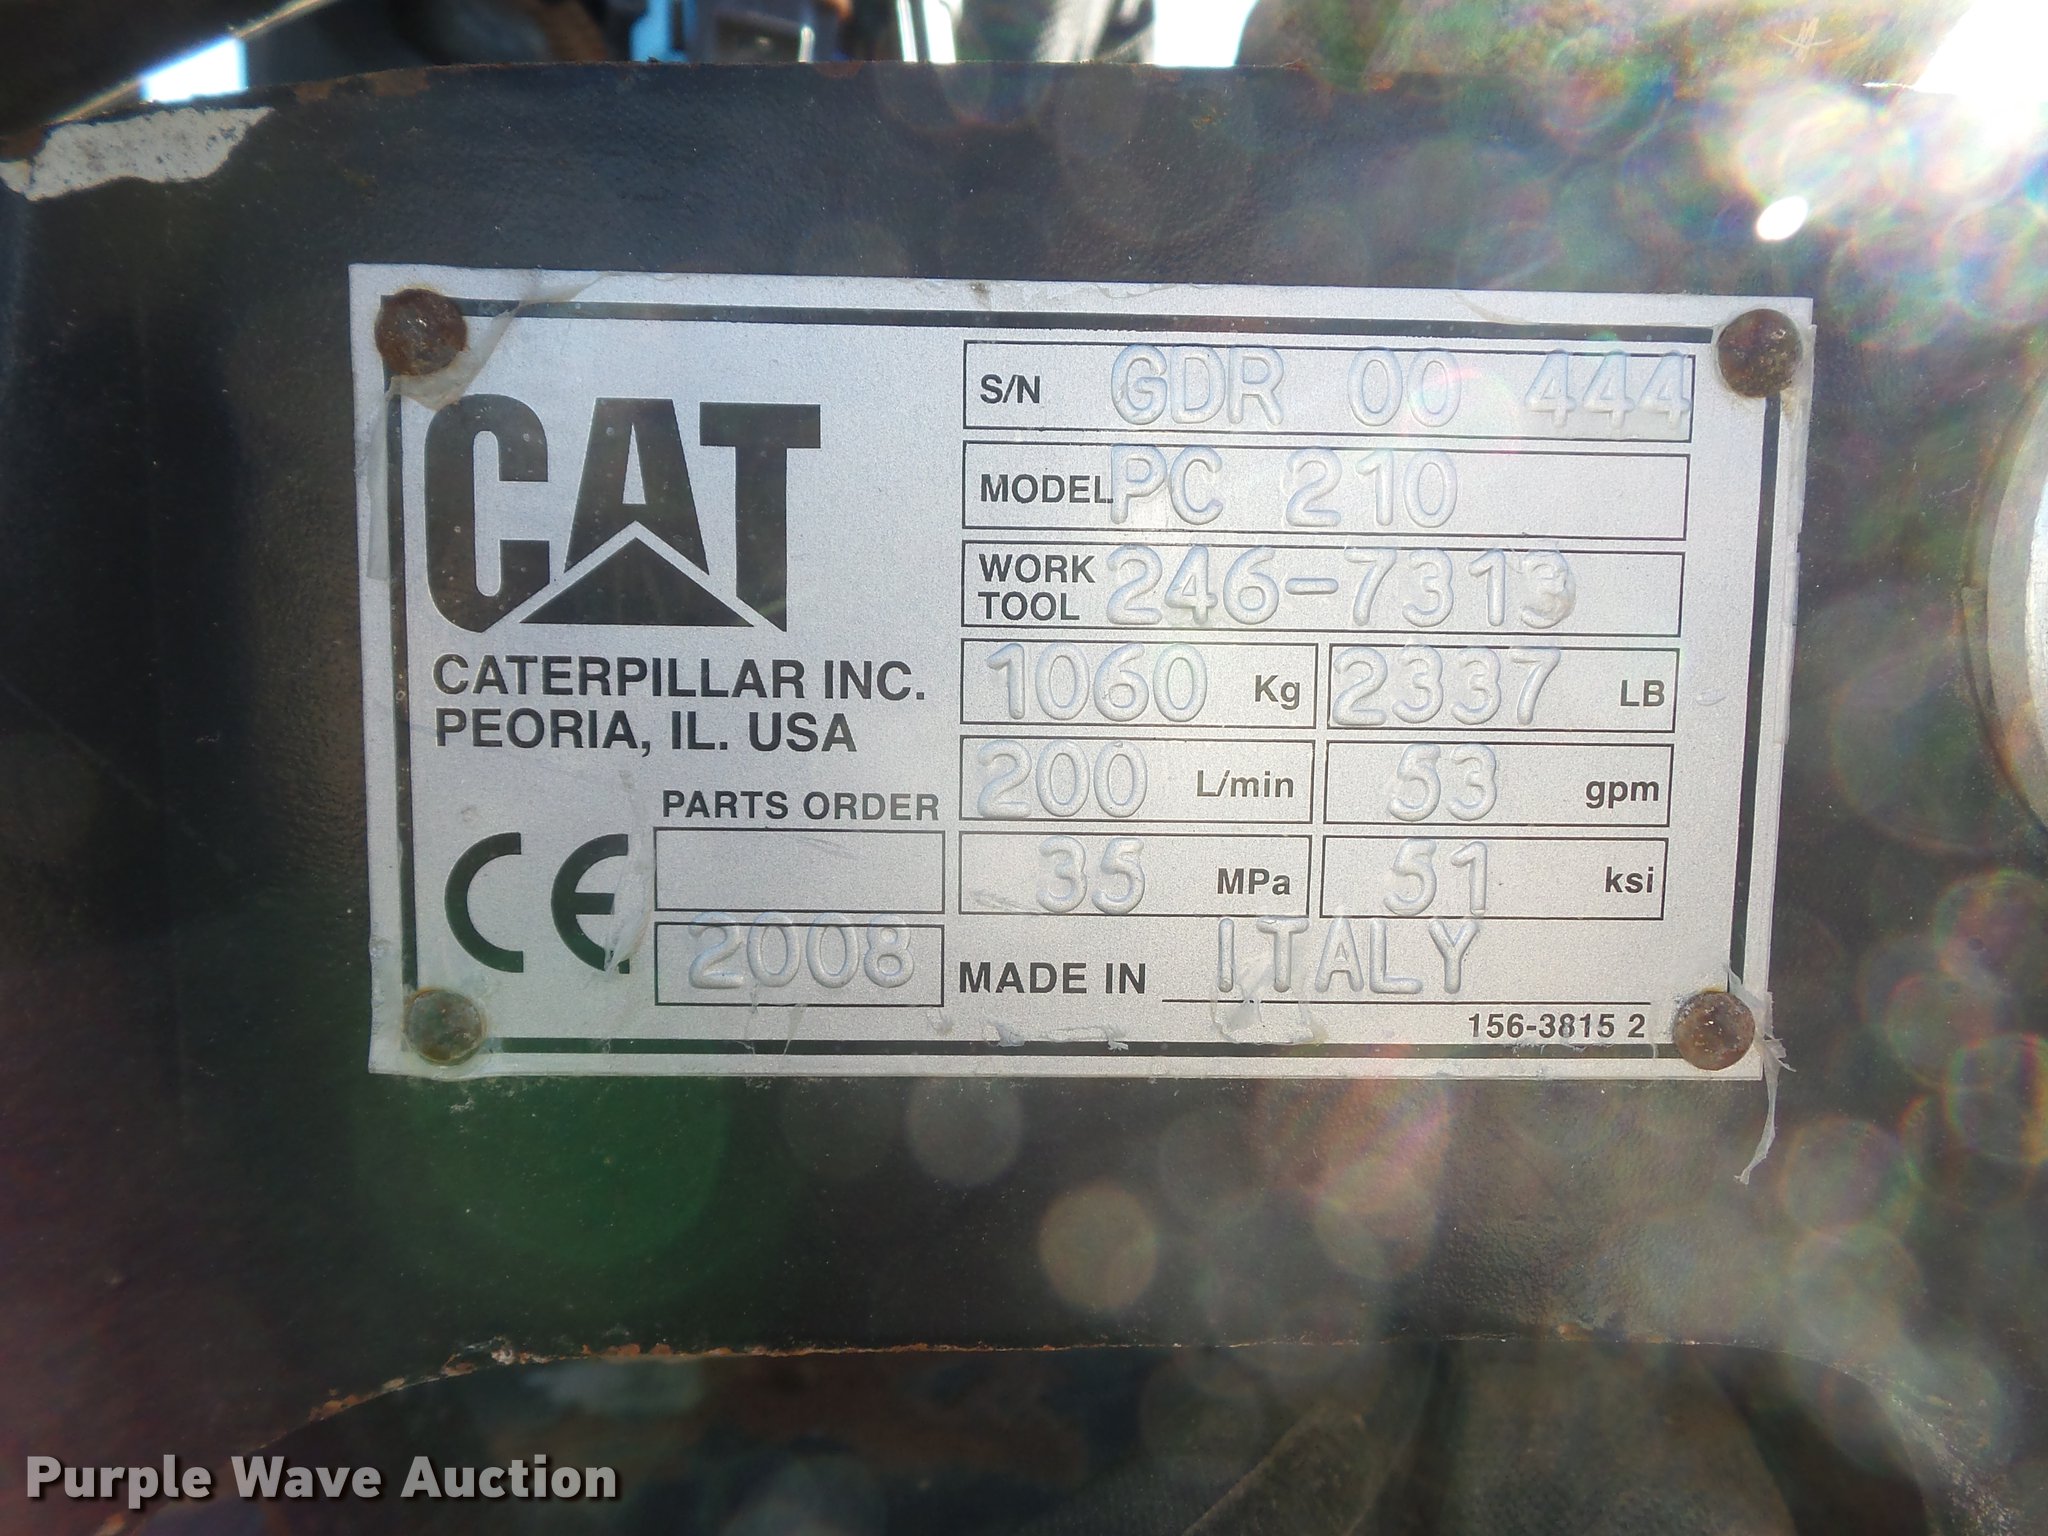 CAT
CATERPILLAR INC.
PEORIA, IL. USA
CE
PARTS ORDER
2008
S/N GDR 00 444
MODEL PC 210
WORK TOOL 246-7313
1060 Kg 2337 LB
200 L/min 53 gpm
35 MPa 51 ksi
MADE IN ITALY
156-3815 2
Purple Wave Auction